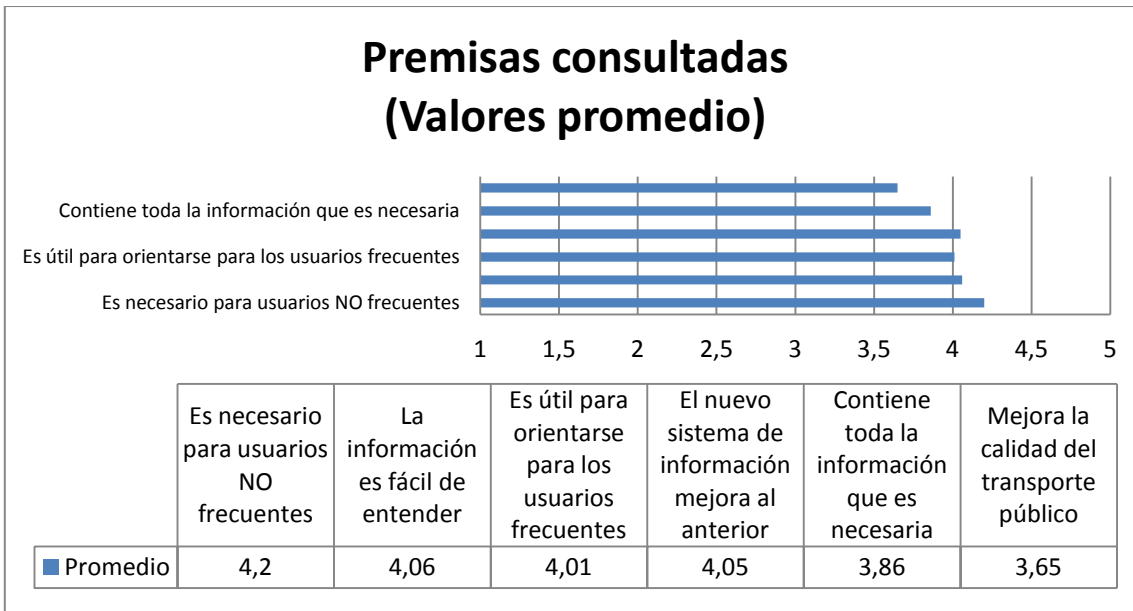 Premisas consultadas
(Valores promedio)
Contiene toda la información que es necesaria
Es útil para orientarse para los usuarios frecuentes
Es necesario para usuarios NO frecuentes
1 1,5 2 2,5 3 3,5 4 4,5 5
Es necesario
para usuarios
NO
frecuentes
La
información
es fácil de
entender
Es útil para
orientarse
para los
usuarios
frecuentes
El nuevo
sistema de
información
mejora al
anterior
Contiene
toda la
información
que es
necesaria
Mejora la
calidad del
transporte
público
Promedio 4,2 4,06 4,01 4,05 3,86 3,65